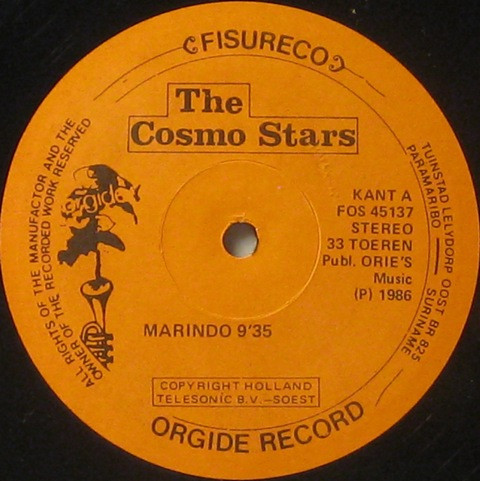 FISURECO
The
Cosmo Stars
orgide
KANT A
FOS 45137
STEREO
33 TOEREN
Publ. ORIE'S
Music
(P) 1986
MARINDO 9'35
COPYRIGHT HOLLAND
TELESONIC B.V.–SOEST
ORGIDE RECORD
ALL RIGHTS OF THE MANUFACTOR AND THE
OWNER OF THE RECORDED WORK RESERVED
TUINSTAD LELYDORP OOST BR 825
PARAMARIBO — SURINAME